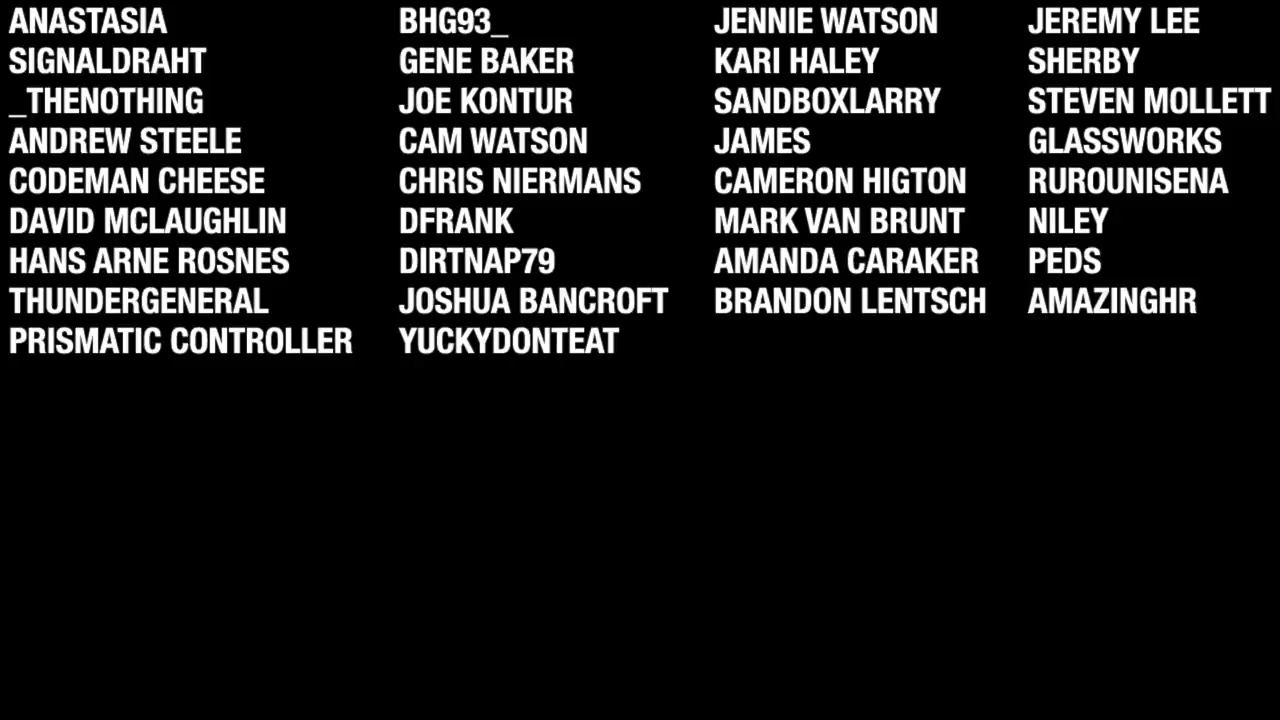 ANASTASIA
SIGNALDRAHT
_THENOTHING
ANDREW STEELE
CODEMAN CHEESE
DAVID MCLAUGHLIN
HANS ARNE ROSNES
THUNDERGENERAL
PRISMATIC CONTROLLER
BHG93_
GENE BAKER
JOE KONTUR
CAM WATSON
CHRIS NIERMANS
DFRANK
DIRTNAP79
JOSHUA BANCROFT
YUCKYDONTEAT
JENNIE WATSON
KARI HALEY
SANDBOXLARRY
JAMES
CAMERON HIGTON
MARK VAN BRUNT
AMANDA CARAKER
BRANDON LENTSCH
JEREMY LEE
SHERBY
STEVEN MOLLETT
GLASSWORKS
RUROUNISENA
NILEY
PEDS
AMAZINGHR